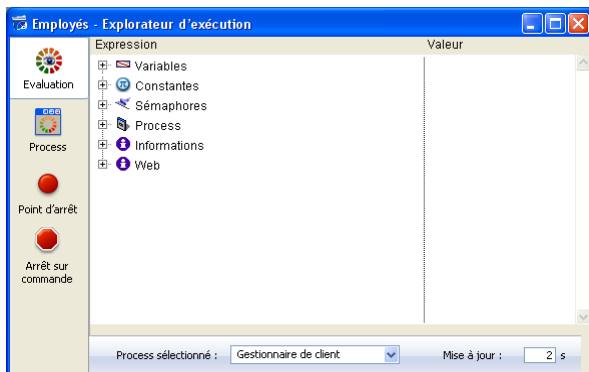 Employés - Explorateur d'exécution
Expression Valeur
Evaluation
Process
Point d'arrêt
Arrêt sur
commande
Variables
Constantes
Sémaphores
Process
Informations
Web
Process sélectionné : Gestionnaire de client Mise à jour : 2 s